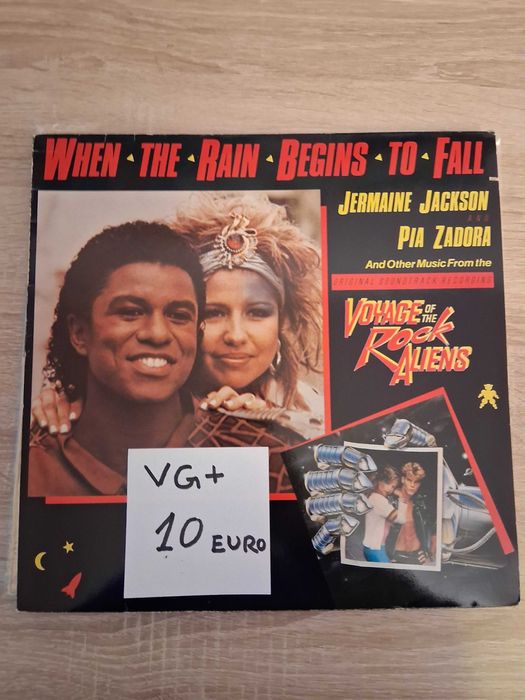 WHEN THE RAIN BEGINS TO FALL
JERMAINE JACKSON
AND
PIA ZADORA
And Other Music From the
ORIGINAL SOUNDTRACK RECORDING
VOYAGE OF THE
Rock
ALIENS
VG+
10 EURO